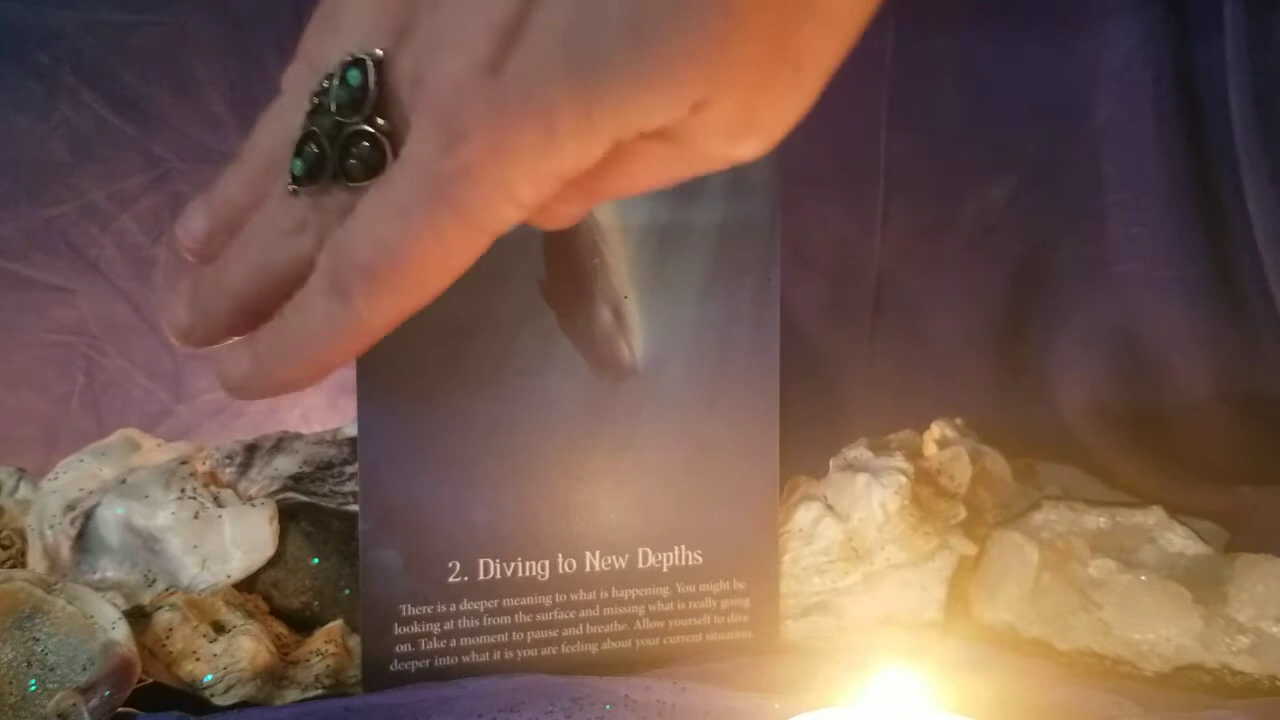 2. Diving to New Depths
There is a deeper meaning to what is happening. You might be
looking at this from the surface and missing what is really going
on. Take a moment to pause and breathe. Allow yourself to dive
deeper into what it is you are feeling about your current situation.